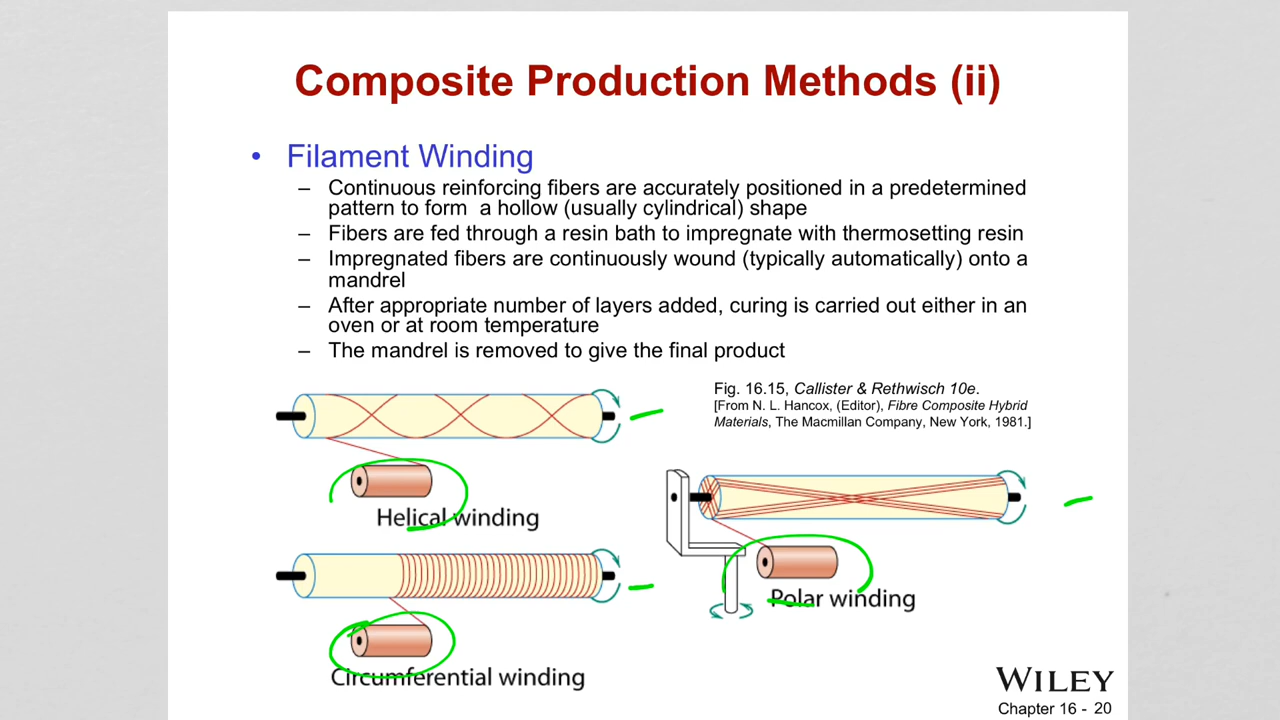 Composite Production Methods (ii)
• Filament Winding
– Continuous reinforcing fibers are accurately positioned in a predetermined
pattern to form a hollow (usually cylindrical) shape
– Fibers are fed through a resin bath to impregnate with thermosetting resin
– Impregnated fibers are continuously wound (typically automatically) onto a
mandrel
– After appropriate number of layers added, curing is carried out either in an
oven or at room temperature
– The mandrel is removed to give the final product
Fig. 16.15, Callister & Rethwisch 10e.
[From N. L. Hancox, (Editor), Fibre Composite Hybrid
Materials, The Macmillan Company, New York, 1981.]
Helical winding
Polar winding
Circumferential winding
WILEY
Chapter 16 - 20